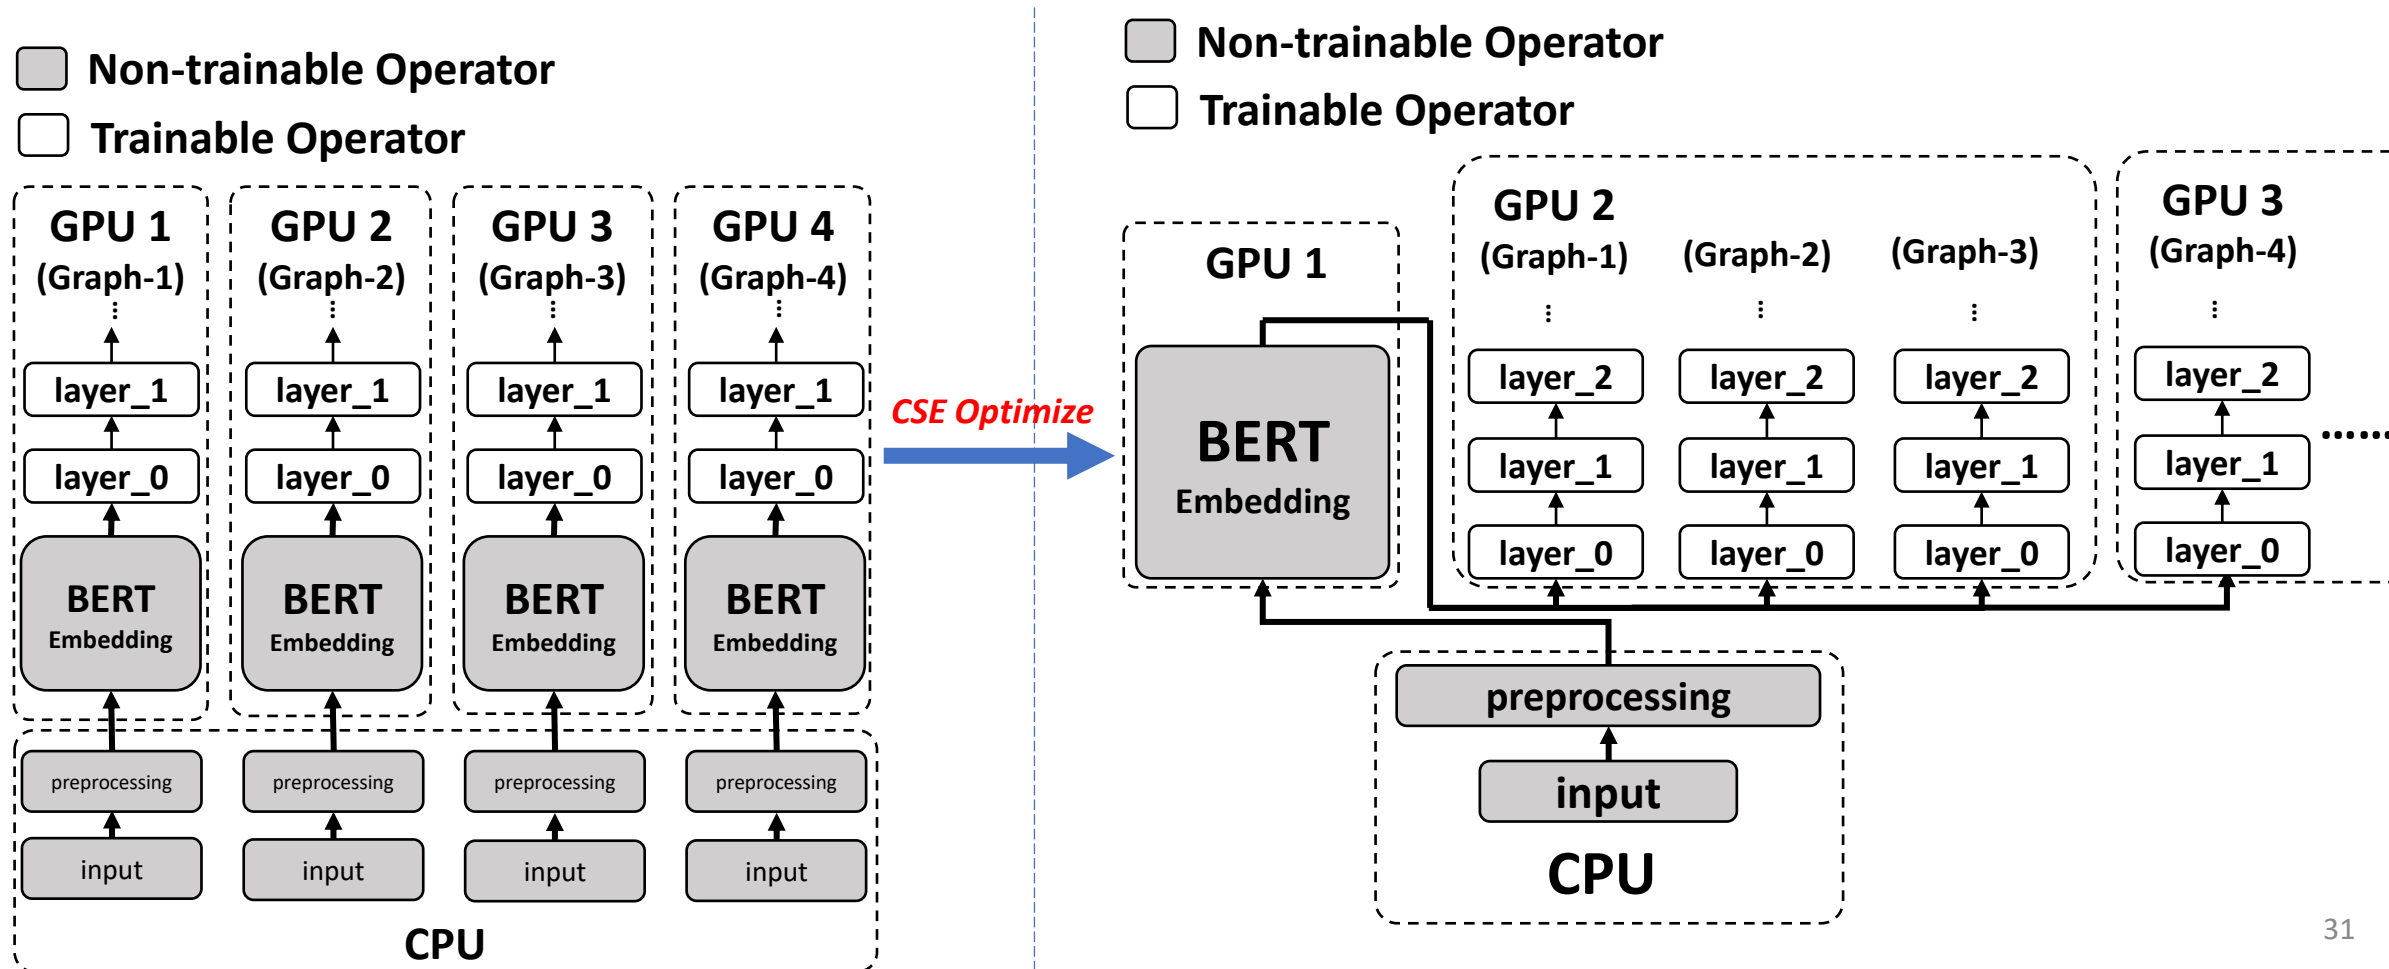 Non-trainable Operator
Trainable Operator
GPU 1
(Graph-1)
...
layer_1
layer_0
BERT
Embedding
preprocessing
input
GPU 2
(Graph-2)
...
layer_1
layer_0
BERT
Embedding
preprocessing
input
GPU 3
(Graph-3)
...
layer_1
layer_0
BERT
Embedding
preprocessing
input
GPU 4
(Graph-4)
...
layer_1
layer_0
BERT
Embedding
preprocessing
input
CPU
CSE Optimize
Non-trainable Operator
Trainable Operator
GPU 1
BERT
Embedding
GPU 2
(Graph-1)
...
layer_2
layer_1
layer_0
(Graph-2)
...
layer_2
layer_1
layer_0
(Graph-3)
...
layer_2
layer_1
layer_0
GPU 3
(Graph-4)
...
layer_2
layer_1
layer_0
.......
preprocessing
input
CPU
31